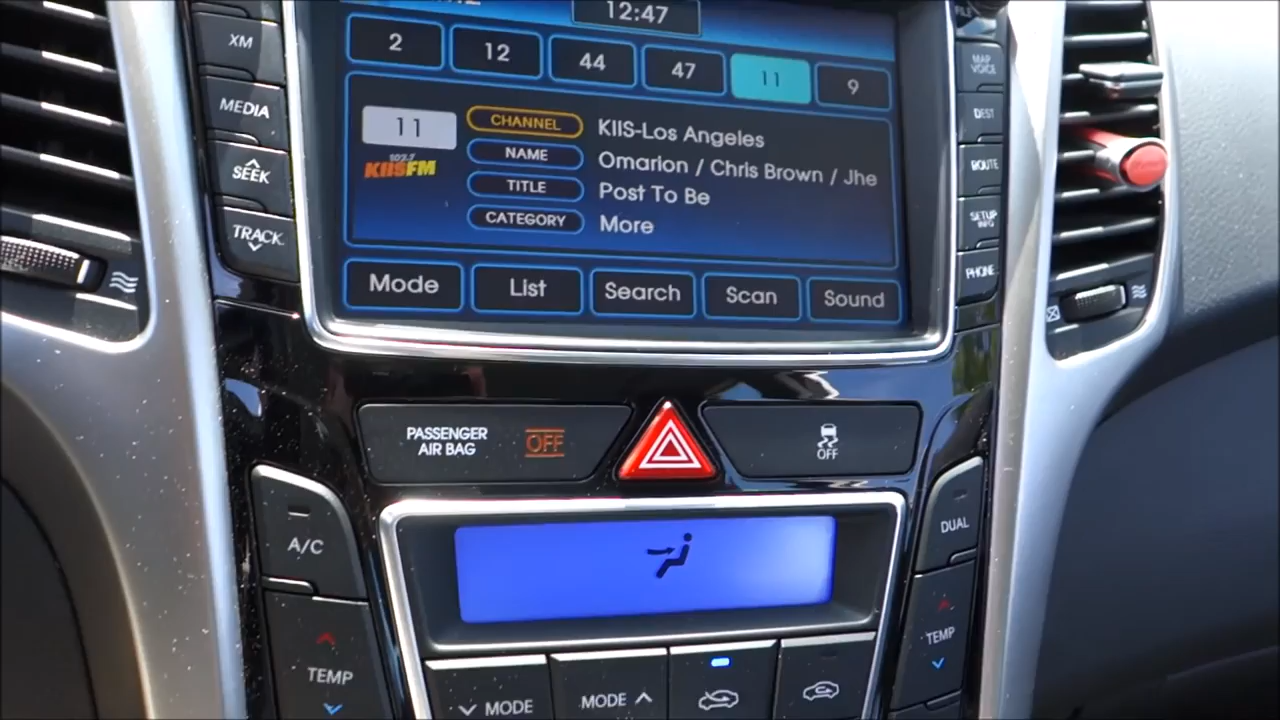 12:47
XM
2
12
44
47
11
9
MAP
VOICE
MEDIA
11
CHANNEL
KIIS-Los Angeles
DEST
102.7
KIISFM
NAME
Omarion / Chris Brown / Jhe
ROUTE
SEEK
TITLE
Post To Be
CATEGORY
More
SETUP
INFO
TRACK
PHONE
Mode
List
Search
Scan
Sound
PASSENGER
AIR BAG
OFF
OFF
A/C
DUAL
TEMP
TEMP
MODE
MODE